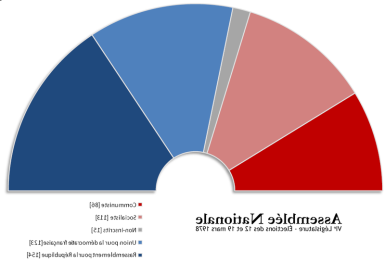 Assemblée Nationale
VIᵉ Législature - Élections des 12 et 19 mars 1978
Communiste [86]
Socialiste [113]
Non-inscrits [15]
Union pour la démocratie française [123]
Rassemblement pour la République [154]